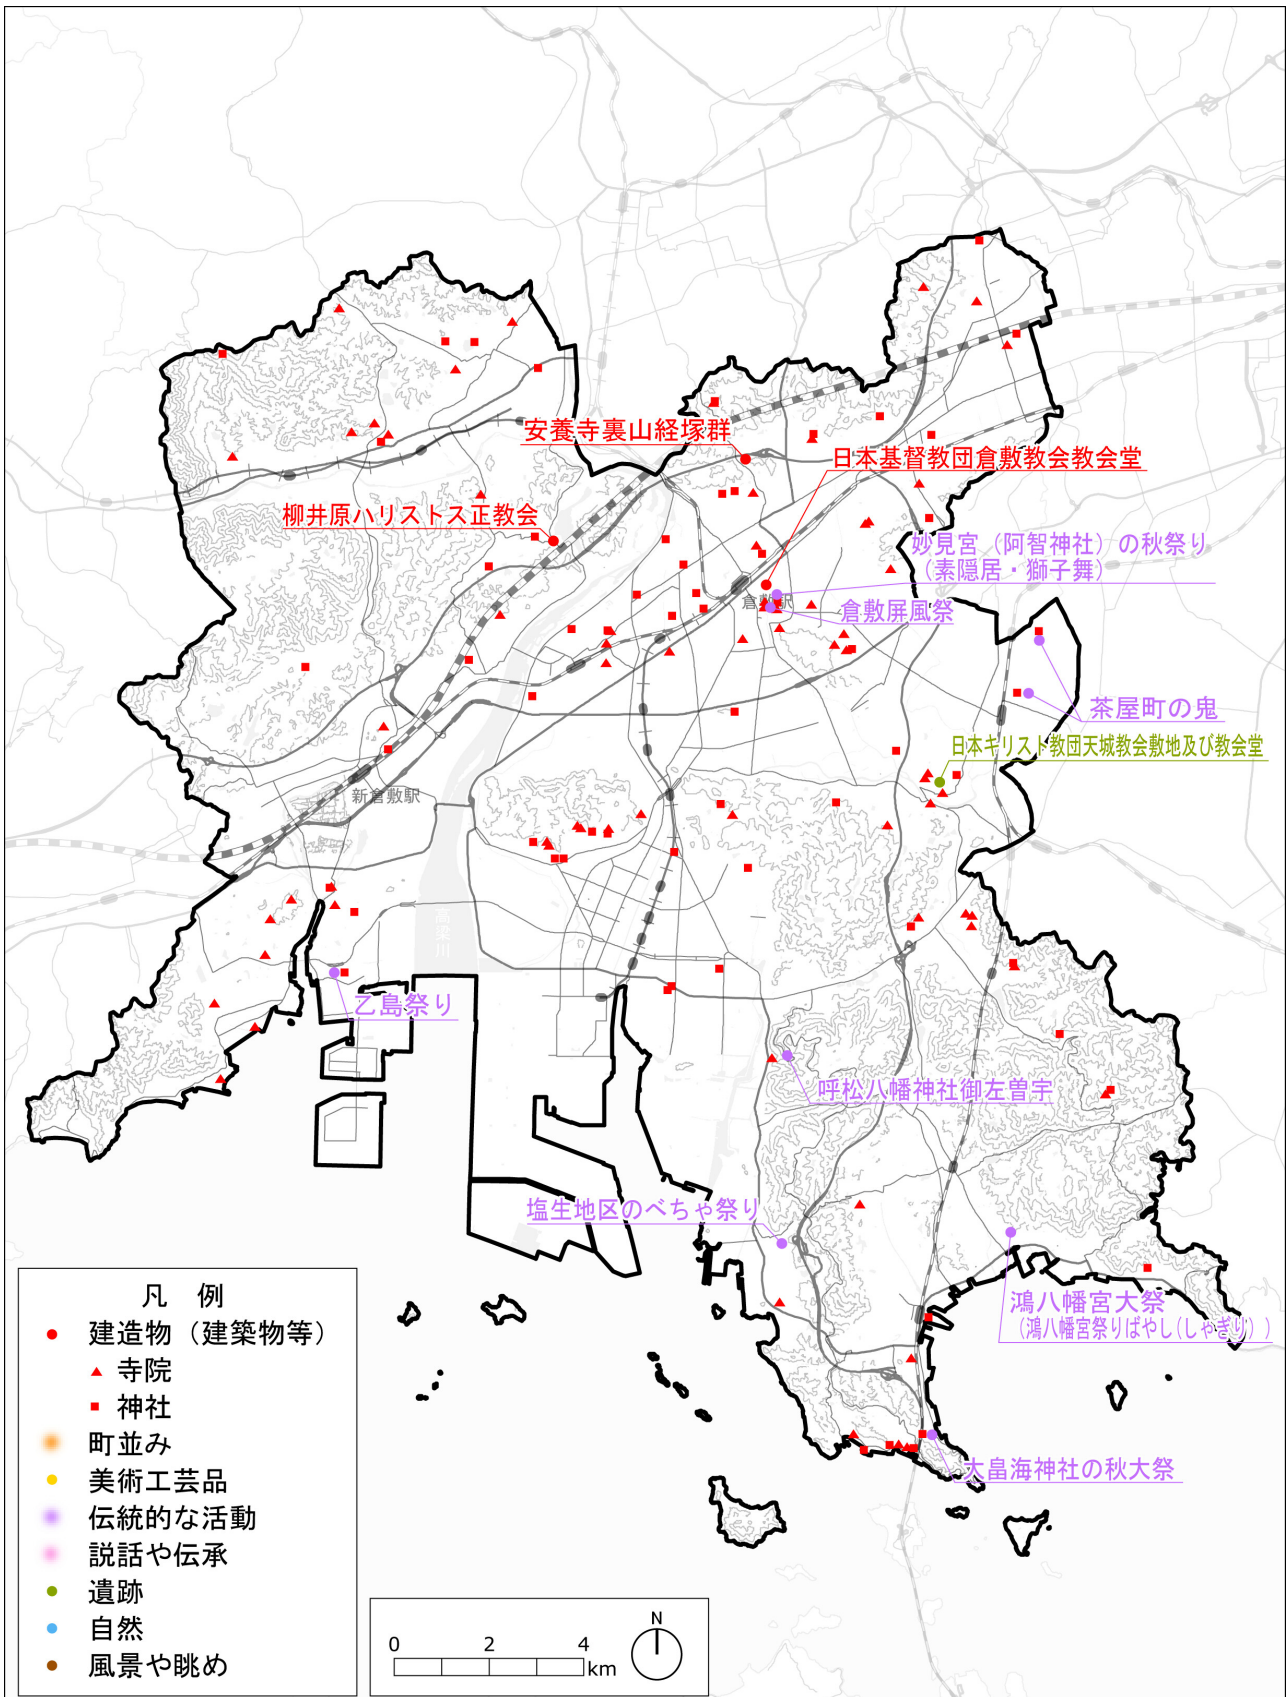 安養寺裏山経塚群
日本基督教団倉敷教会教会堂
柳井原ハリストス正教会
妙見宮（阿智神社）の秋祭り
（素隠居・獅子舞）
倉敷駅
倉敷屏風祭
茶屋町の鬼
日本キリスト教団天城教会敷地及び教会堂
新倉敷駅
高梁川
乙島祭り
呼松八幡神社御左曽宇
塩生地区のべちゃ祭り
鴻八幡宮大祭
（鴻八幡宮祭りばやし(しゃぎり)）
大畠海神社の秋大祭
凡 例
建造物（建築物等）
寺院
神社
町並み
美術工芸品
伝統的な活動
説話や伝承
遺跡
自然
風景や眺め
0 2 4
km
N